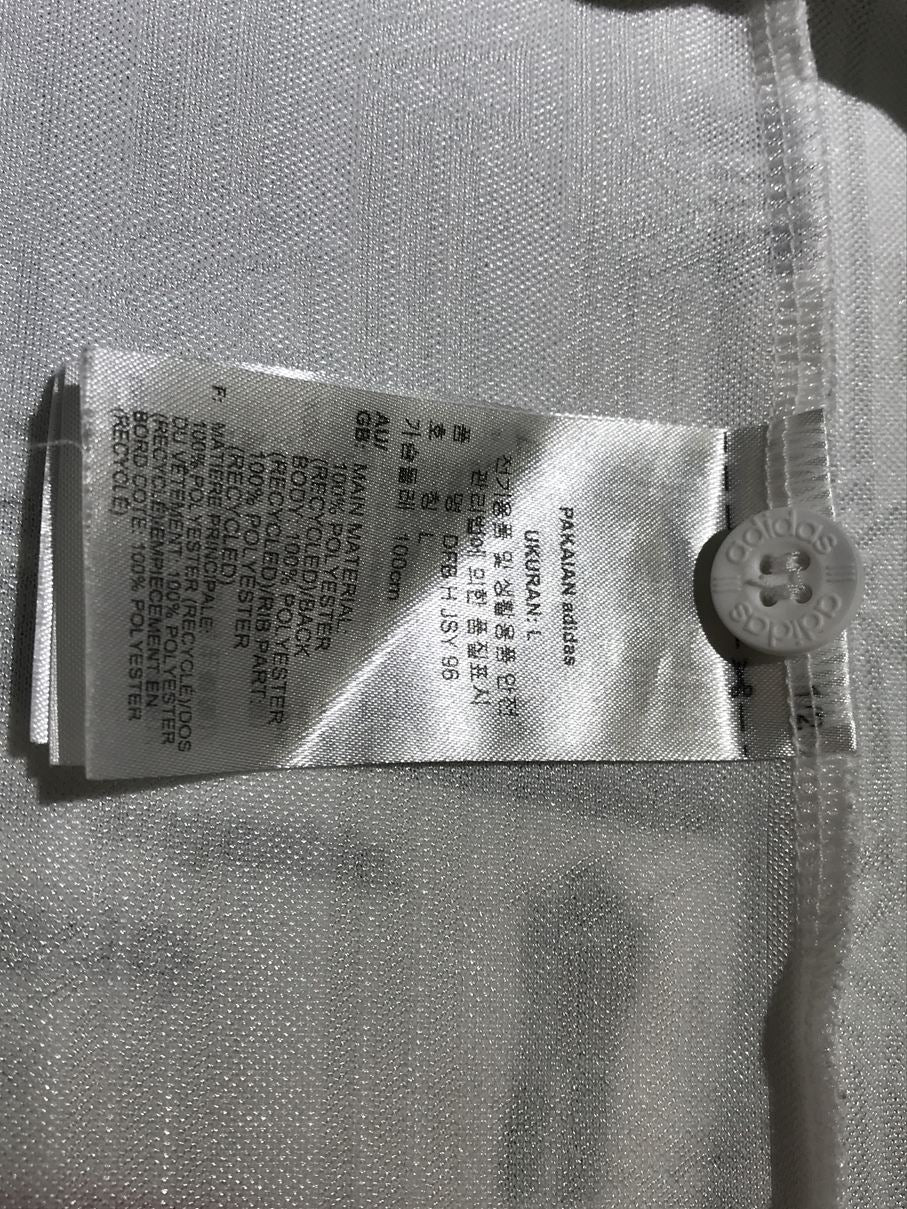 adidas
adidas
PAKAIAN adidas
UKURAN: L
전기용품 및 생활용품 안전
관리법에 의한 품질표시
품 명 DFB H JSY 96
호 칭 L
가슴둘레 100cm
AU/
GB: MAIN MATERIAL:
100% POLYESTER
(RECYCLED)/BACK
BODY: 100% POLYESTER
(RECYCLED)/RIB PART:
100% POLYESTER
(RECYCLED)
F: MATIERE PRINCIPALE:
100% POLYESTER (RECYCLE)/DOS
DU VETEMENT: 100% POLYESTER
(RECYCLE)/EMPIECEMENT EN
BORD COTE: 100% POLYESTER
(RECYCLE)